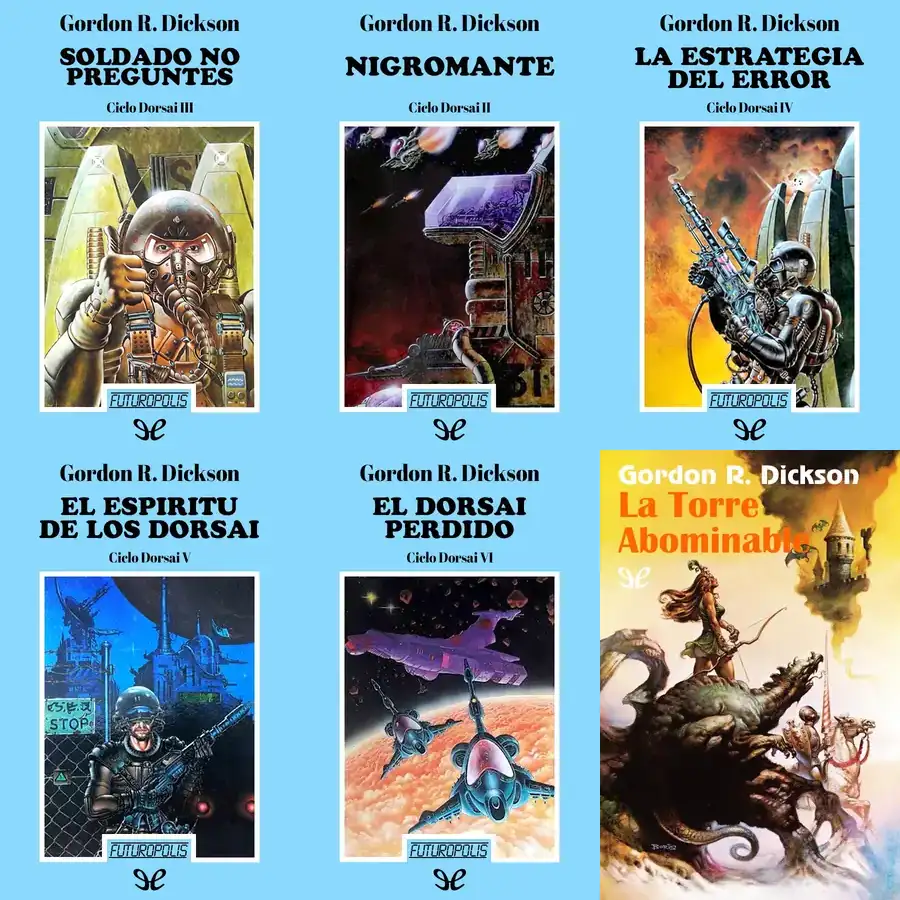 Gordon R. Dickson
SOLDADO NO
PREGUNTES
Ciclo Dorsai III
FUTUROPOLIS
Gordon R. Dickson
NIGROMANTE
Ciclo Dorsai II
31
FUTUROPOLIS
Gordon R. Dickson
LA ESTRATEGIA
DEL ERROR
Ciclo Dorsai IV
FUTUROPOLIS
Gordon R. Dickson
EL ESPIRITU
DE LOS DORSAI
Ciclo Dorsai V
STOP
FUTUROPOLIS
Gordon R. Dickson
EL DORSAI
PERDIDO
Ciclo Dorsai VI
FUTUROPOLIS
Gordon R. Dickson
La Torre
Abominable